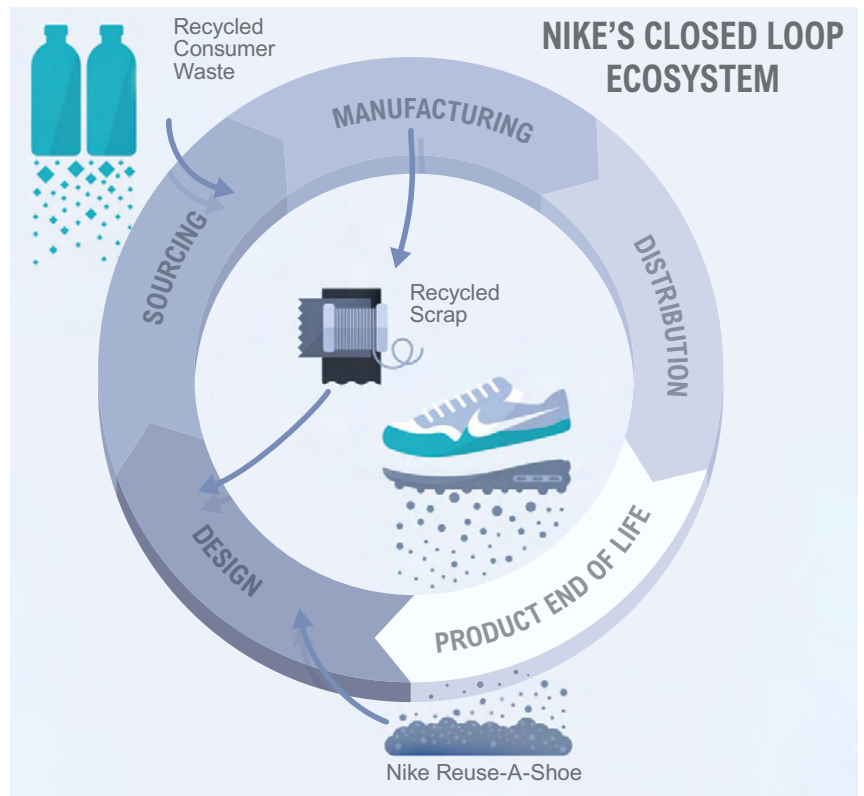 NIKE'S CLOSED LOOP
ECOSYSTEM
Recycled
Consumer
Waste
MANUFACTURING
SOURCING
DISTRIBUTION
Recycled
Scrap
DESIGN
PRODUCT END OF LIFE
Nike Reuse-A-Shoe